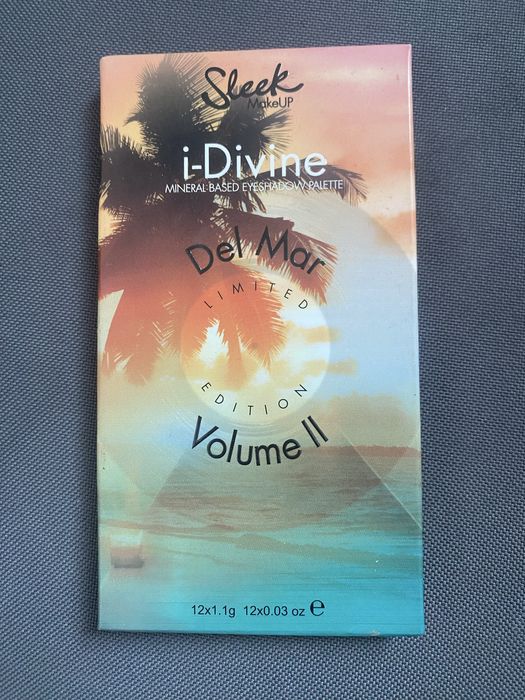 Sleek
MakeUP
i-Divine
MINERAL BASED EYESHADOW PALETTE
Del Mar
LIMITED
EDITION
Volume II
12x1.1g 12x0.03 oz e